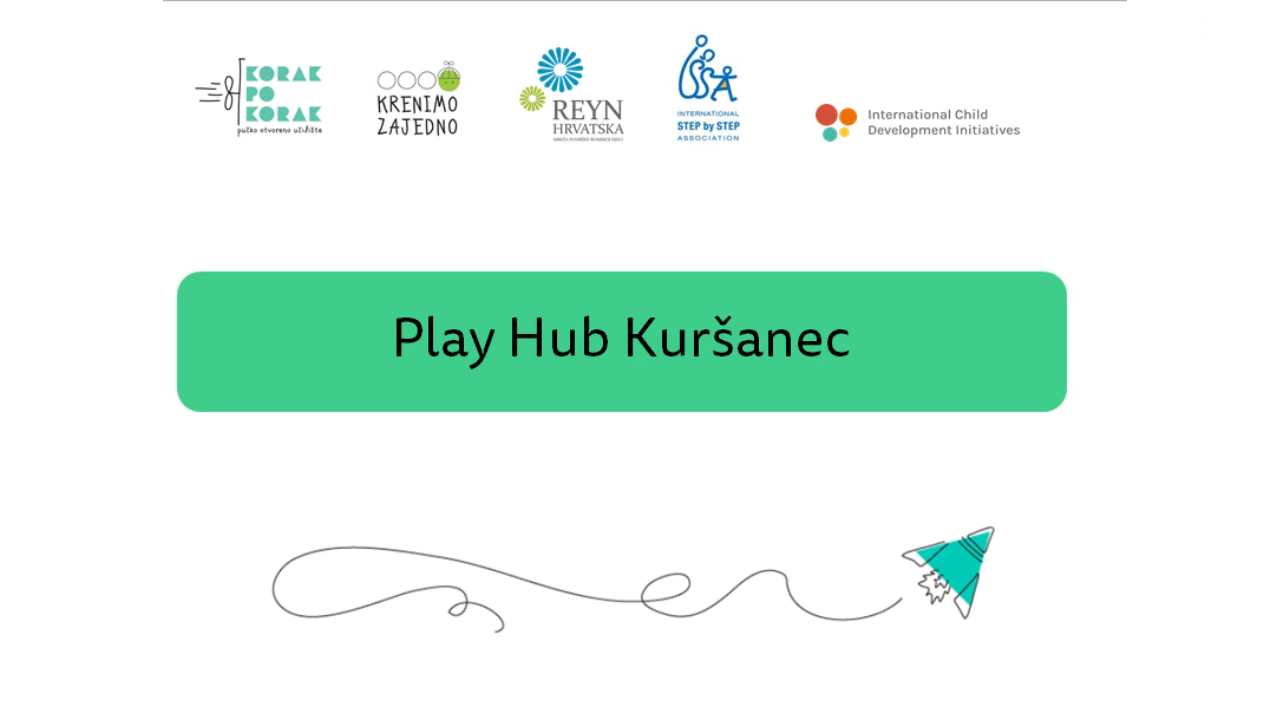 KORAK
PO
KORAK
pučko otvoreno učilište
KRENIMO
ZAJEDNO
REYN
HRVATSKA
INTERNATIONAL
STEP by STEP
ASSOCIATION
International Child
Development Initiatives
Play Hub Kuršanec